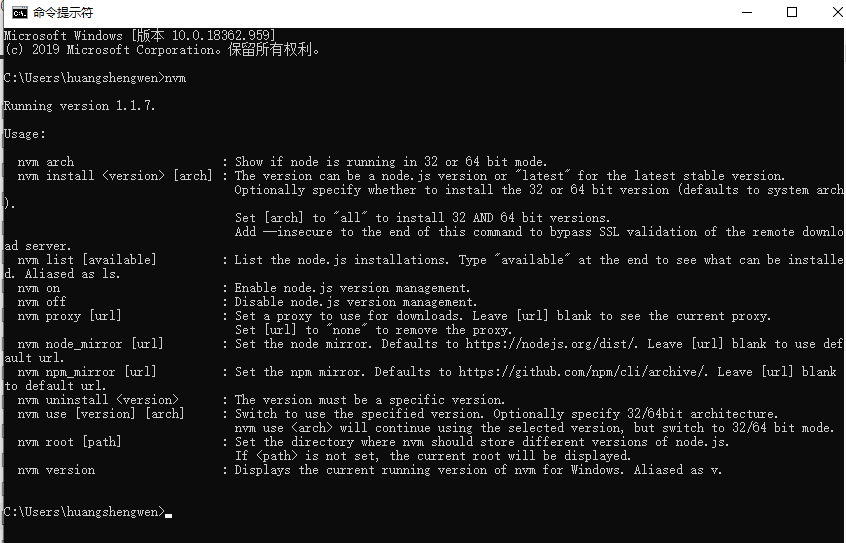 命令提示符
Microsoft Windows [版本 10.0.18362.959]
(c) 2019 Microsoft Corporation。保留所有权利。
C:\Users\huangshengwen>nvm
Running version 1.1.7.
Usage:
nvm arch : Show if node is running in 32 or 64 bit mode.
nvm install <version> [arch] : The version can be a node.js version or "latest" for the latest stable version.
Optionally specify whether to install the 32 or 64 bit version (defaults to system arch
).
Set [arch] to "all" to install 32 AND 64 bit versions.
Add --insecure to the end of this command to bypass SSL validation of the remote downlo
ad server.
nvm list [available] : List the node.js installations. Type "available" at the end to see what can be installe
d. Aliased as ls.
nvm on : Enable node.js version management.
nvm off : Disable node.js version management.
nvm proxy [url] : Set a proxy to use for downloads. Leave [url] blank to see the current proxy.
Set [url] to "none" to remove the proxy.
nvm node_mirror [url] : Set the node mirror. Defaults to https://nodejs.org/dist/. Leave [url] blank to use def
ault url.
nvm npm_mirror [url] : Set the npm mirror. Defaults to https://github.com/npm/cli/archive/. Leave [url] blank
to default url.
nvm uninstall <version> : The version must be a specific version.
nvm use [version] [arch] : Switch to use the specified version. Optionally specify 32/64bit architecture.
nvm use <arch> will continue using the selected version, but switch to 32/64 bit mode.
nvm root [path] : Set the directory where nvm should store different versions of node.js.
If <path> is not set, the current root will be displayed.
nvm version : Displays the current running version of nvm for Windows. Aliased as v.
C:\Users\huangshengwen>